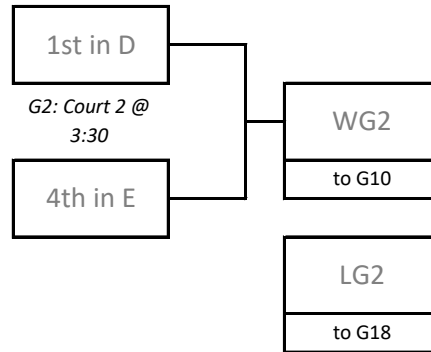 1st in D
G2: Court 2 @
3:30
4th in E
WG2
to G10
LG2
to G18